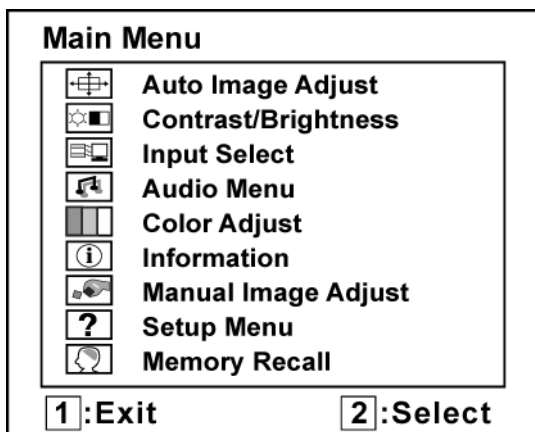 Main Menu
Auto Image Adjust
Contrast/Brightness
Input Select
Audio Menu
Color Adjust
Information
Manual Image Adjust
? Setup Menu
Memory Recall
1 :Exit 2 :Select